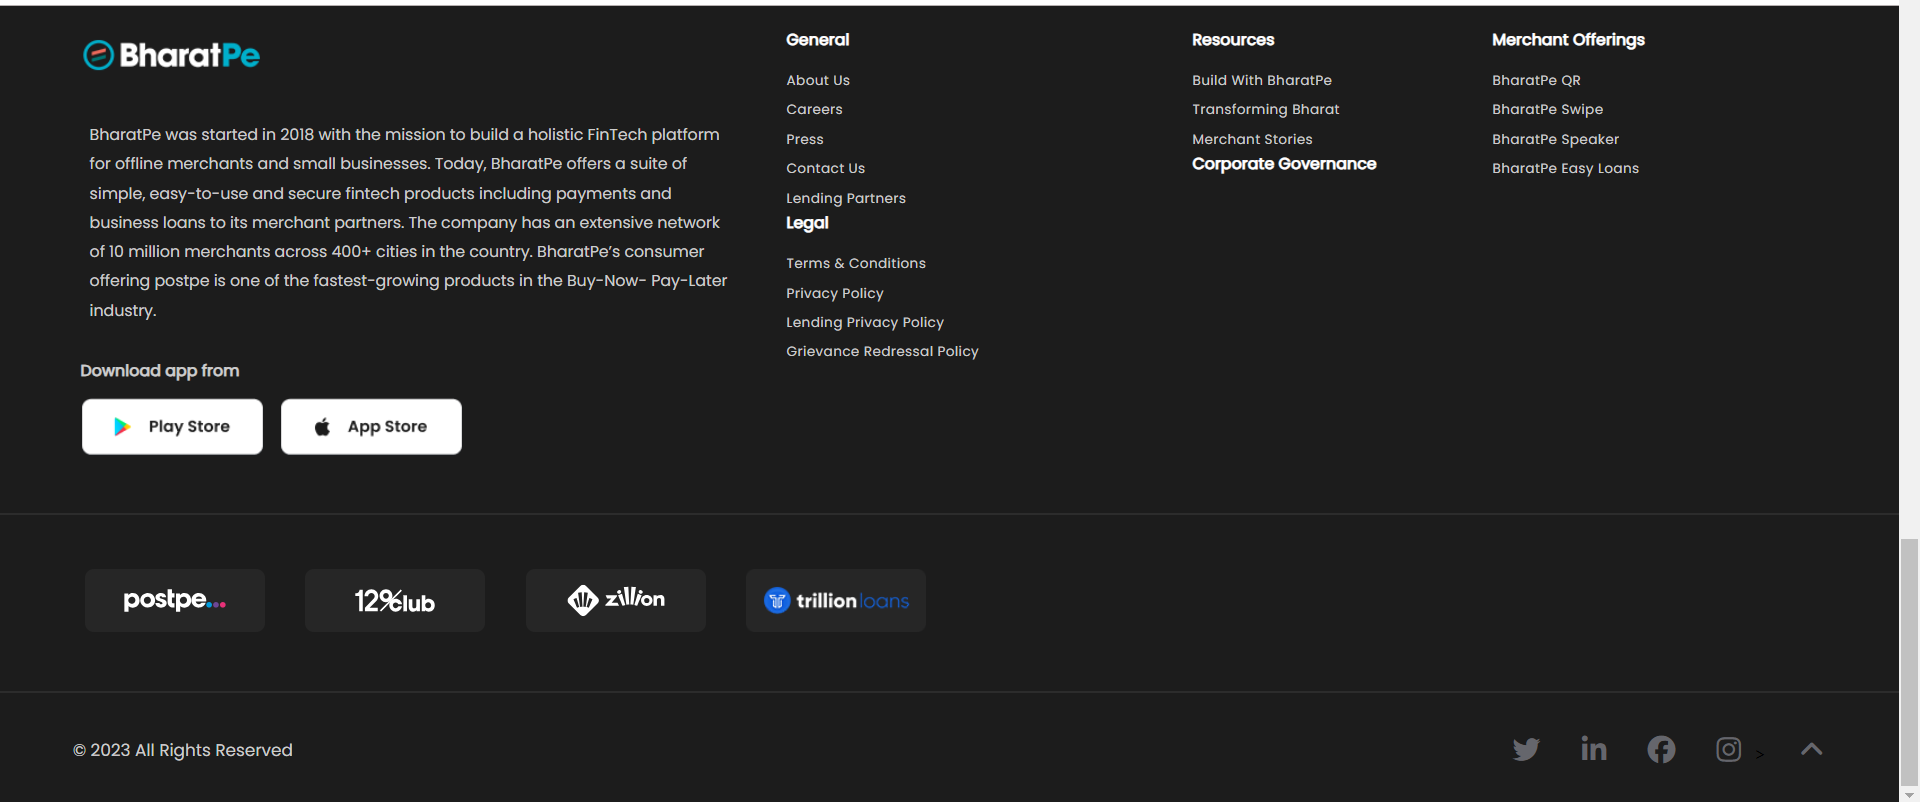 BharatPe
BharatPe was started in 2018 with the mission to build a holistic FinTech platform
for offline merchants and small businesses. Today, BharatPe offers a suite of
simple, easy-to-use and secure fintech products including payments and
business loans to its merchant partners. The company has an extensive network
of 10 million merchants across 400+ cities in the country. BharatPe’s consumer
offering postpe is one of the fastest-growing products in the Buy-Now- Pay-Later
industry.
Download app from
Play Store
App Store
General
About Us
Careers
Press
Contact Us
Lending Partners
Legal
Terms & Conditions
Privacy Policy
Lending Privacy Policy
Grievance Redressal Policy
Resources
Build With BharatPe
Transforming Bharat
Merchant Stories
Corporate Governance
Merchant Offerings
BharatPe QR
BharatPe Swipe
BharatPe Speaker
BharatPe Easy Loans
postpe...
12%club
zillion
trillionloans
© 2023 All Rights Reserved
>